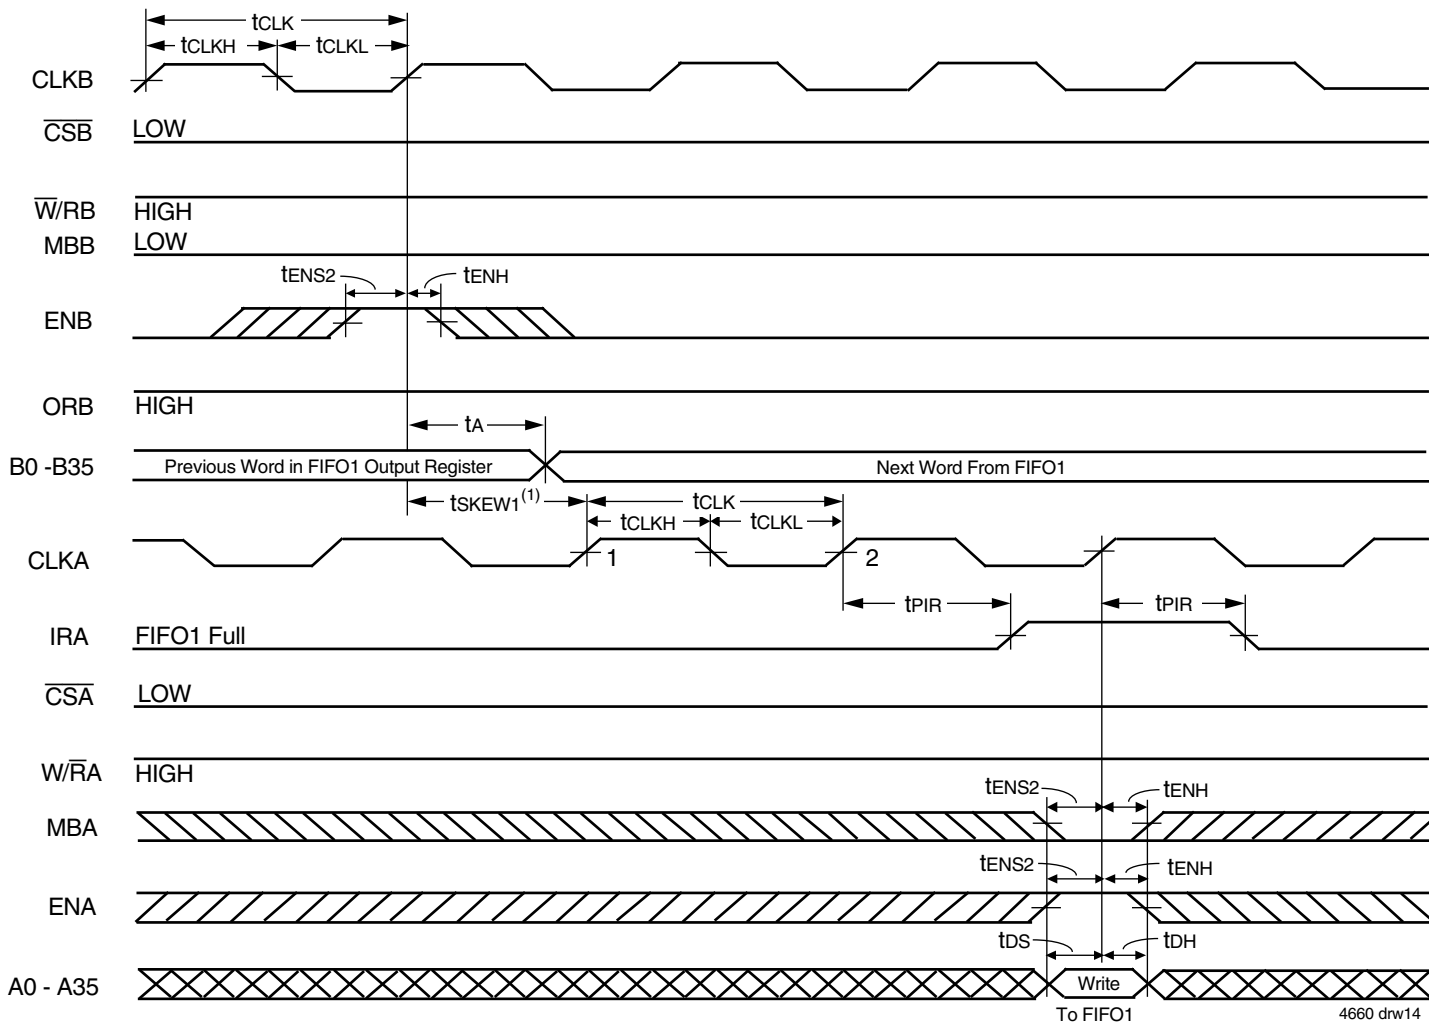 tCLK
tCLKH
tCLKL
CLKB
CSB
LOW
W/RB
HIGH
MBB
LOW
tENS2
tENH
ENB
ORB
HIGH
tA
B0 -B35
Previous Word in FIFO1 Output Register
Next Word From FIFO1
tSKEW1(1)
tCLK
tCLKH
tCLKL
CLKA
1
2
tPIR
tPIR
IRA
FIFO1 Full
CSA
LOW
W/RA
HIGH
tENS2
tENH
MBA
tENS2
tENH
ENA
tDS
tDH
A0 - A35
Write
To FIFO1
4660 drw14